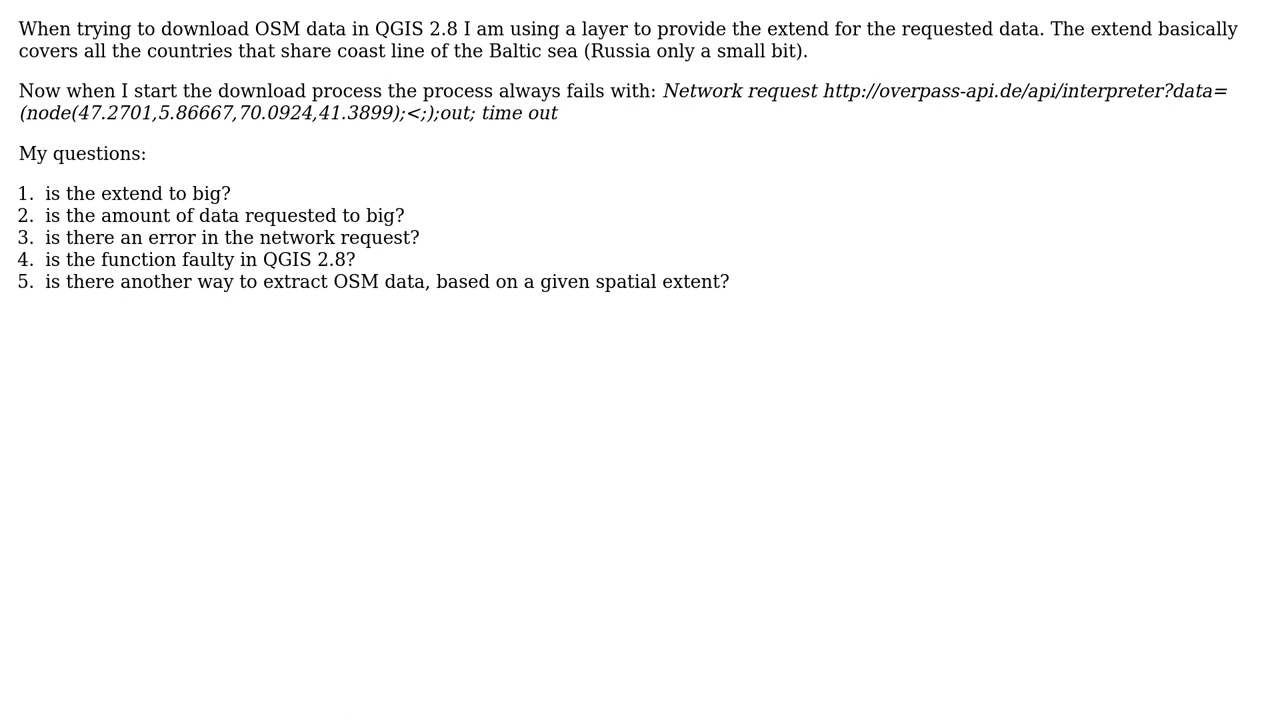 When trying to download OSM data in QGIS 2.8 I am using a layer to provide the extend for the requested data. The extend basically
covers all the countries that share coast line of the Baltic sea (Russia only a small bit).
Now when I start the download process the process always fails with: Network request http://overpass-api.de/api/interpreter?data=
(node(47.2701,5.86667,70.0924,41.3899);<;);out; time out
My questions:
1. is the extend to big?
2. is the amount of data requested to big?
3. is there an error in the network request?
4. is the function faulty in QGIS 2.8?
5. is there another way to extract OSM data, based on a given spatial extent?